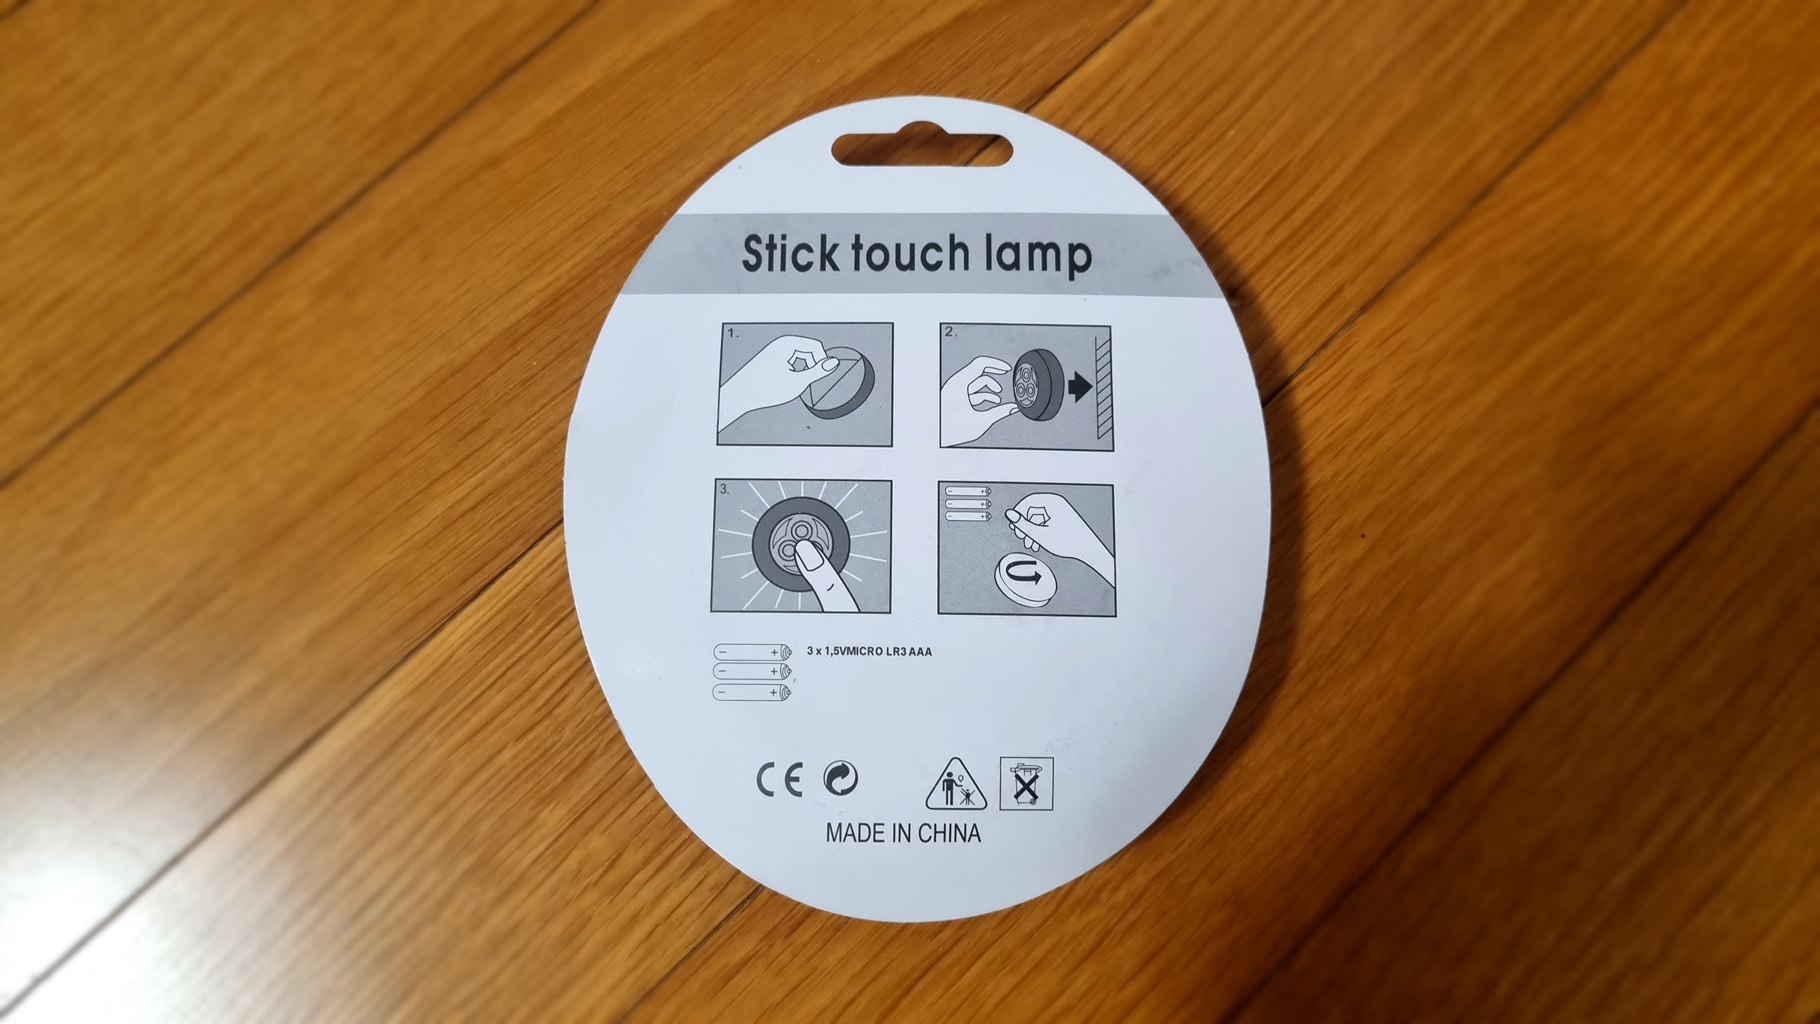 Stick touch lamp
1.
2.
3.
3 x 1,5VMICRO LR3 AAA
CE
MADE IN CHINA